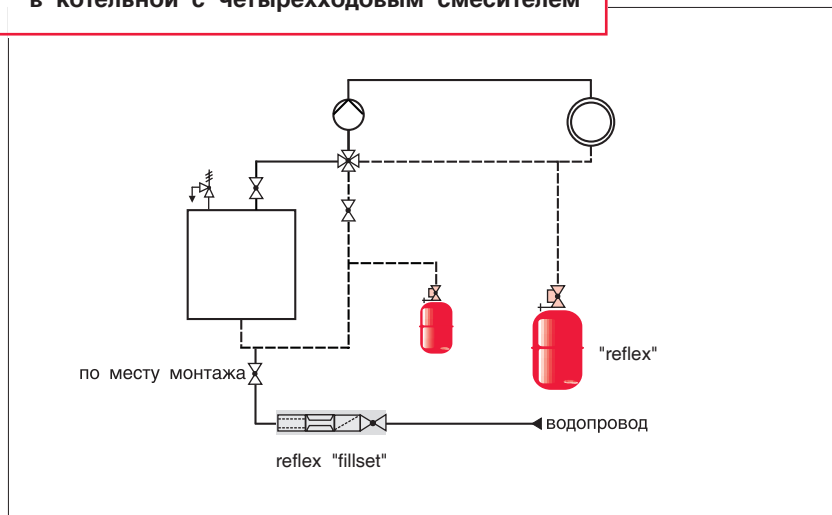 в котельной с четырехходовым смесителем
"reflex"
по месту монтажа
водопровод
reflex "fillset"